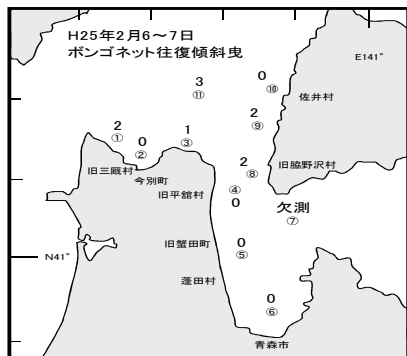 H25年2月6～7日
ボンゴネット往復傾斜曳
E141°
3
⑪
0
⑩
佐井村
2
⑨
2
①
0
②
1
③
旧三厩村
今別町
旧平舘村
2
⑧
旧脇野沢村
④
0
欠測
⑦
旧蟹田町
0
⑤
N41°
蓬田村
0
⑥
青森市